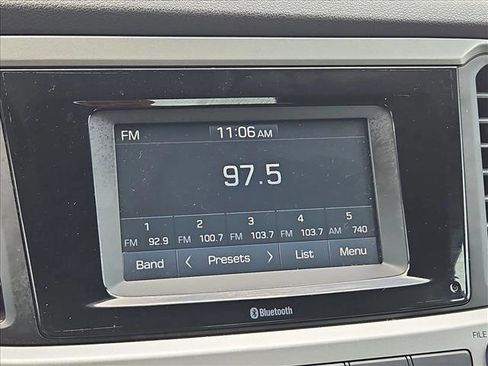 FM 11:06 AM
97.5
1 2 3 4 5
FM 92.9 FM 100.7 FM 103.7 FM 103.7 AM 740
Band < Presets > List Menu
Bluetooth
FILE